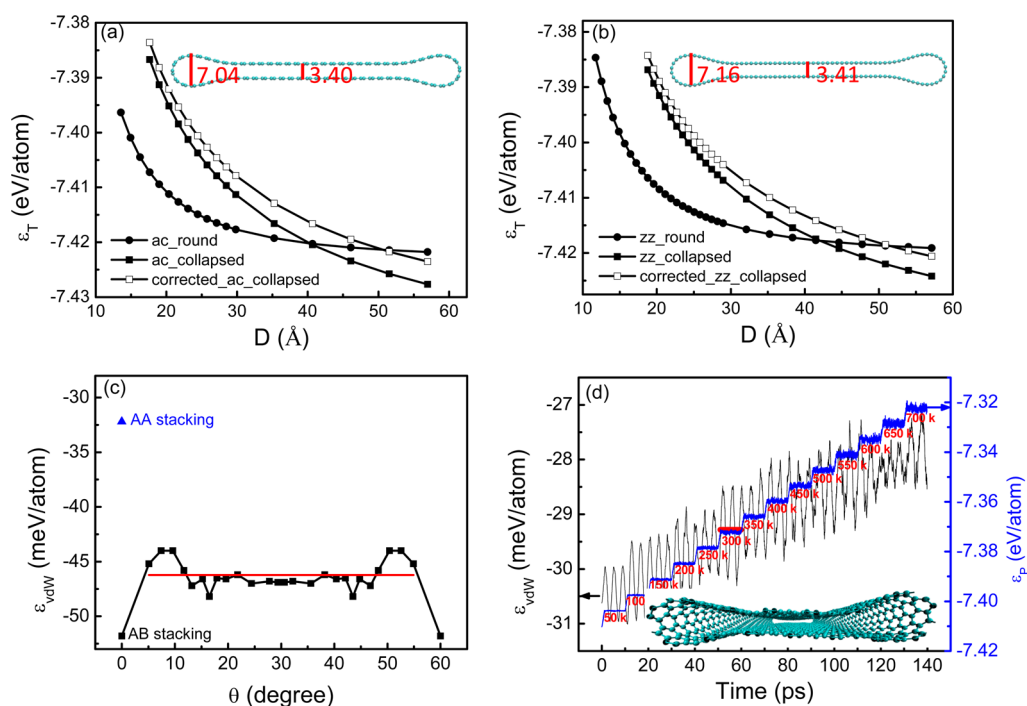 (a)
7.04
3.40
ac_round
ac_collapsed
corrected_ac_collapsed
-7.38
-7.39
-7.40
-7.41
-7.42
-7.43
εT (eV/atom)
10 20 30 40 50 60
D (Å)
(b)
7.16
3.41
zz_round
zz_collapsed
corrected_zz_collapsed
-7.38
-7.39
-7.40
-7.41
-7.42
εT (eV/atom)
10 20 30 40 50 60
D (Å)
(c)
AA stacking
AB stacking
-30
-35
-40
-45
-50
εvdW (meV/atom)
0 10 20 30 40 50 60
θ (degree)
(d)
-27
-28
-29
-30
-31
εvdW (meV/atom)
50 k
100
150 k
200 k
250 k
300 k
350 k
400 k
450 k
500 k
550 k
600 k
650 k
700 k
-7.32
-7.34
-7.36
-7.38
-7.40
-7.42
εP (eV/atom)
0 20 40 60 80 100 120 140
Time (ps)